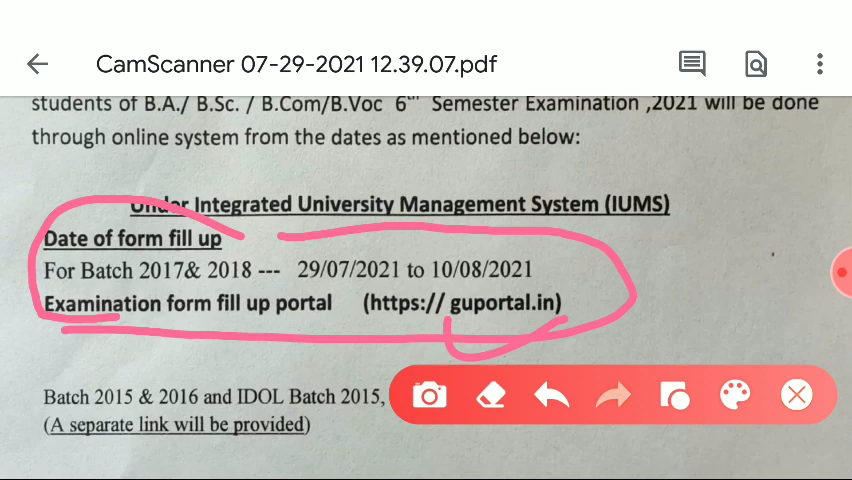 CamScanner 07-29-2021 12.39.07.pdf
students of B.A./ B.Sc. / B.Com/B.Voc 6th Semester Examination ,2021 will be done
through online system from the dates as mentioned below:
Under Integrated University Management System (IUMS)
Date of form fill up
For Batch 2017& 2018 --- 29/07/2021 to 10/08/2021
Examination form fill up portal (https:// guportal.in)
Batch 2015 & 2016 and IDOL Batch 2015,
(A separate link will be provided)